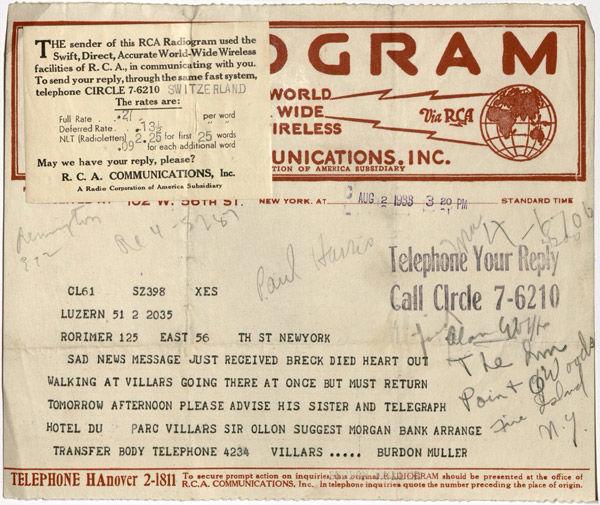 THE sender of this RCA Radiogram used the
Swift, Direct, Accurate World-Wide Wireless
facilities of R. C. A., in communicating with you.
To send your reply, through the same fast system,
telephone CIRCLE 7-6210 SWITZERLAND
The rates are:
Full Rate .27 per word
Deferred Rate .13½ " "
NLT (Radioletters) 2.25 for first 25 words
.09 for each additional word
May we have your reply, please?
R. C. A. COMMUNICATIONS, Inc.
A Radio Corporation of America Subsidiary
OGRAM
WORLD
WIDE
WIRELESS
Via RCA
MUNICATIONS, INC.
TION OF AMERICA SUBSIDIARY
102 W. 56TH ST. NEW YORK. AT AUG 2 1938 3 20 PM STANDARD TIME
Remington
Paul Harris
Telephone Your Reply
Call CIrcle 7-6210
CL61 SZ398 XES
LUZERN 51 2 2035
RORIMER 125 EAST 56 TH ST NEWYORK
SAD NEWS MESSAGE JUST RECEIVED BRECK DIED HEART OUT
WALKING AT VILLARS GOING THERE AT ONCE BUT MUST RETURN
TOMORROW AFTERNOON PLEASE ADVISE HIS SISTER AND TELEGRAPH
HOTEL DU PARC VILLARS SIR OLLON SUGGEST MORGAN BANK ARRANGE
TRANSFER BODY TELEPHONE 4234 VILLARS ..... BURDON MULLER
Alan
The Inn
Point O'Woods
Fire Island
N.Y.
TELEPHONE HAnover 2-1811 To secure prompt action on inquiries, this original RADIOGRAM should be presented at the office of
R.C.A. COMMUNICATIONS, Inc. In telephone inquiries quote the number preceding the place of origin.